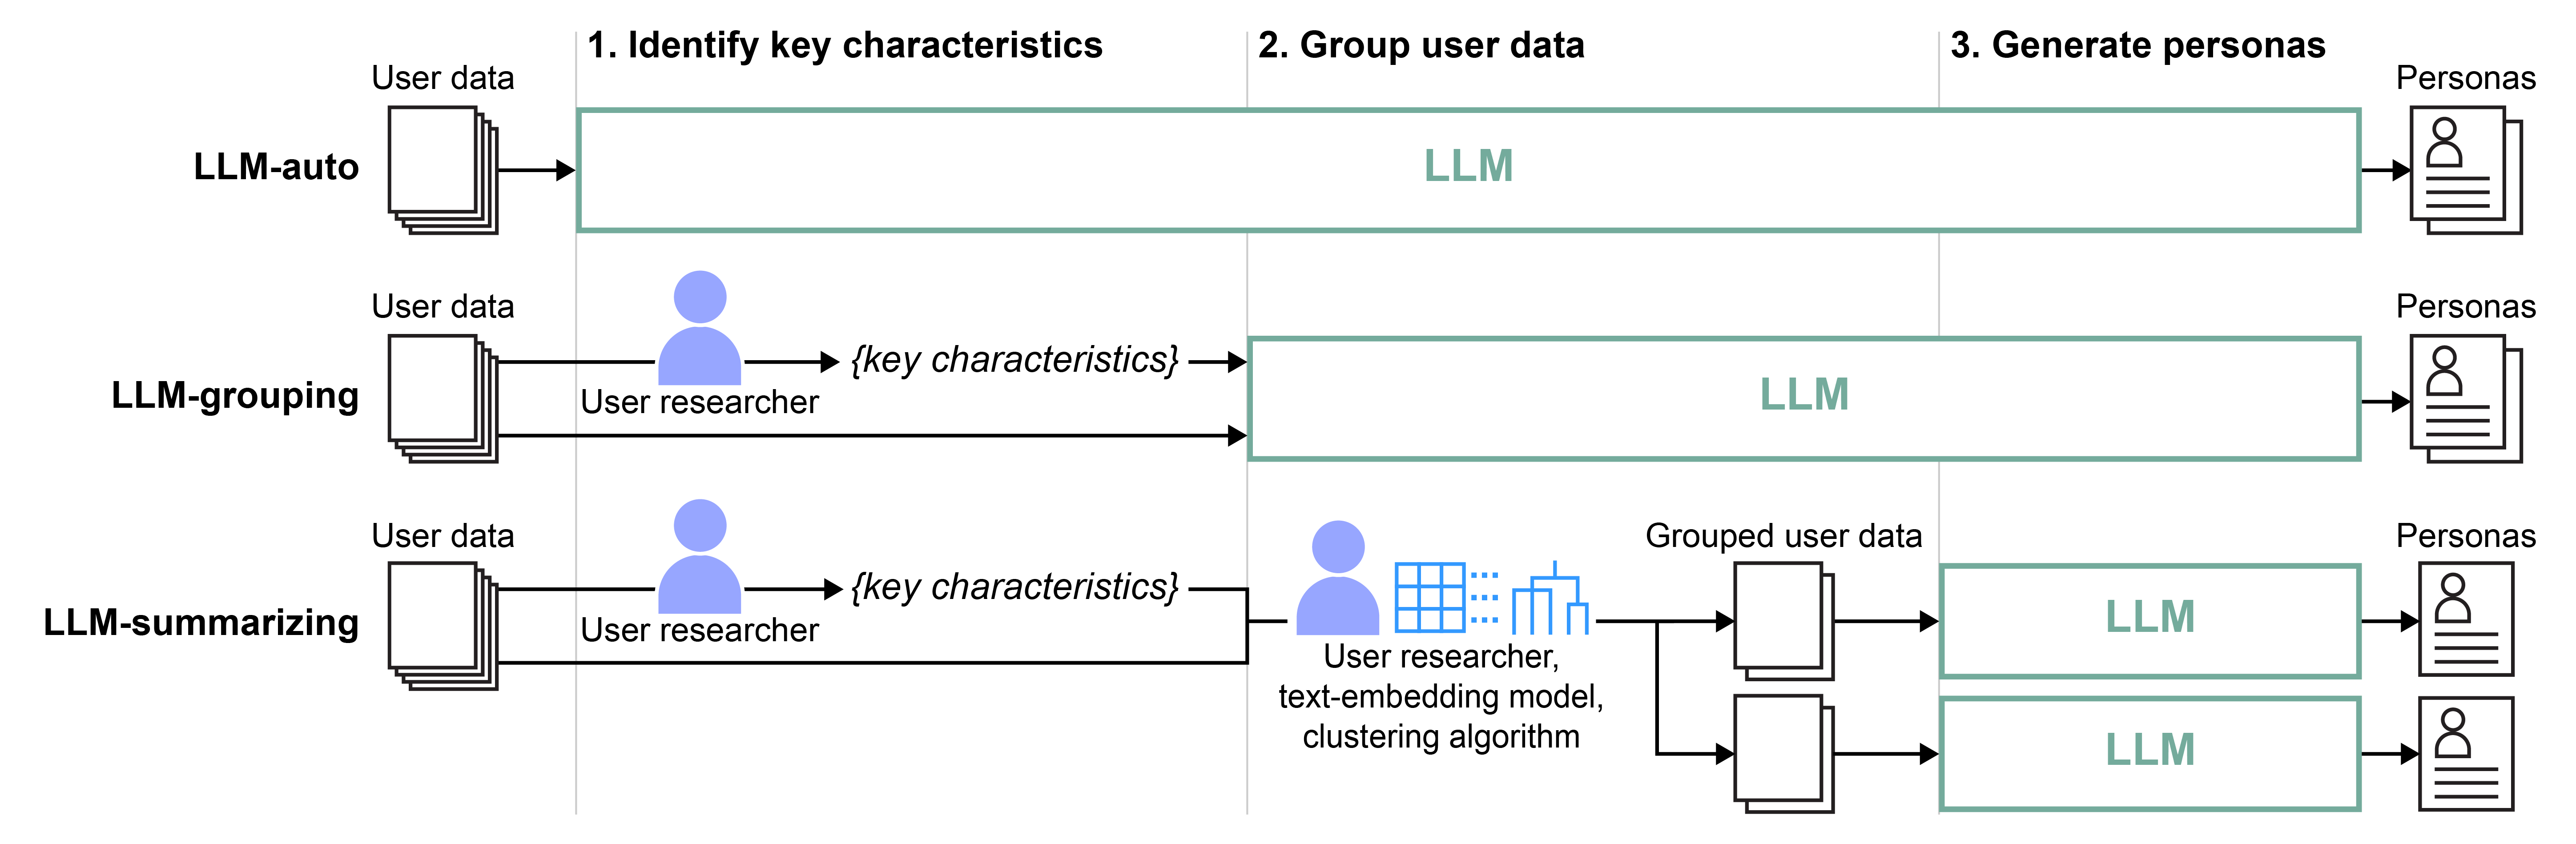 1. Identify key characteristics
2. Group user data
3. Generate personas
User data
Personas
LLM-auto
LLM
User data
Personas
{key characteristics}
LLM-grouping
User researcher
LLM
User data
Grouped user data
Personas
{key characteristics}
LLM-summarizing
User researcher
LLM
User researcher,
text-embedding model,
clustering algorithm
LLM